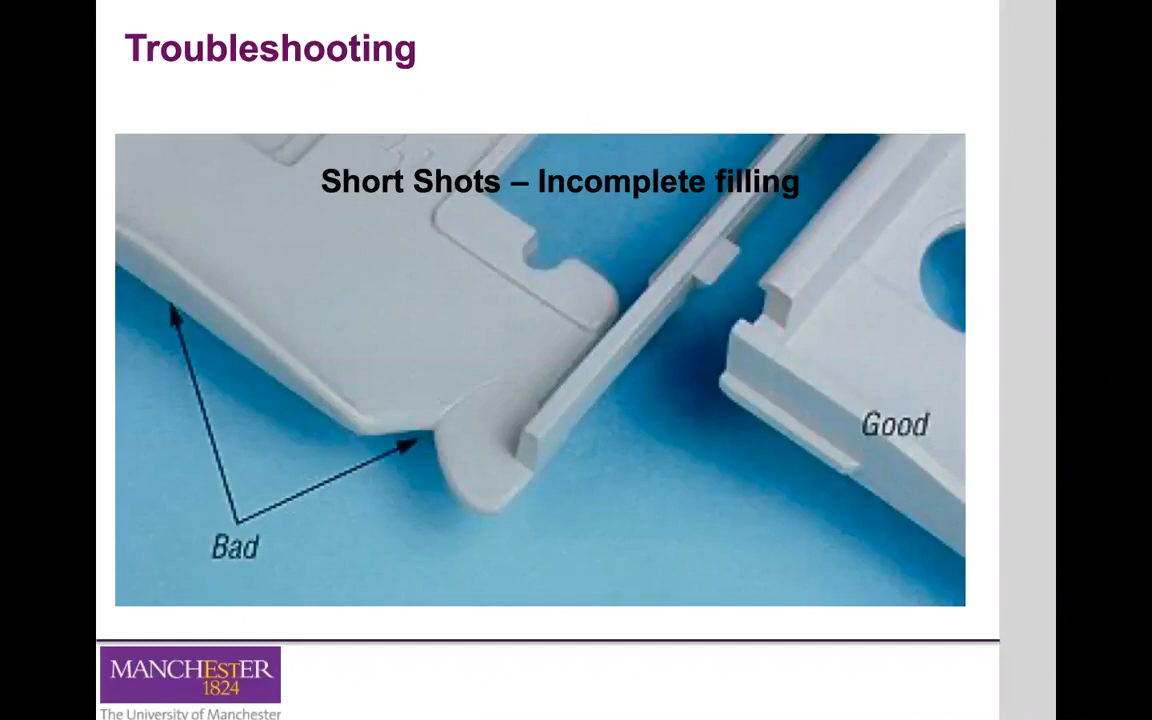 Troubleshooting
Short Shots – Incomplete filling
Good
Bad
MANCHESTER
1824
The University of Manchester